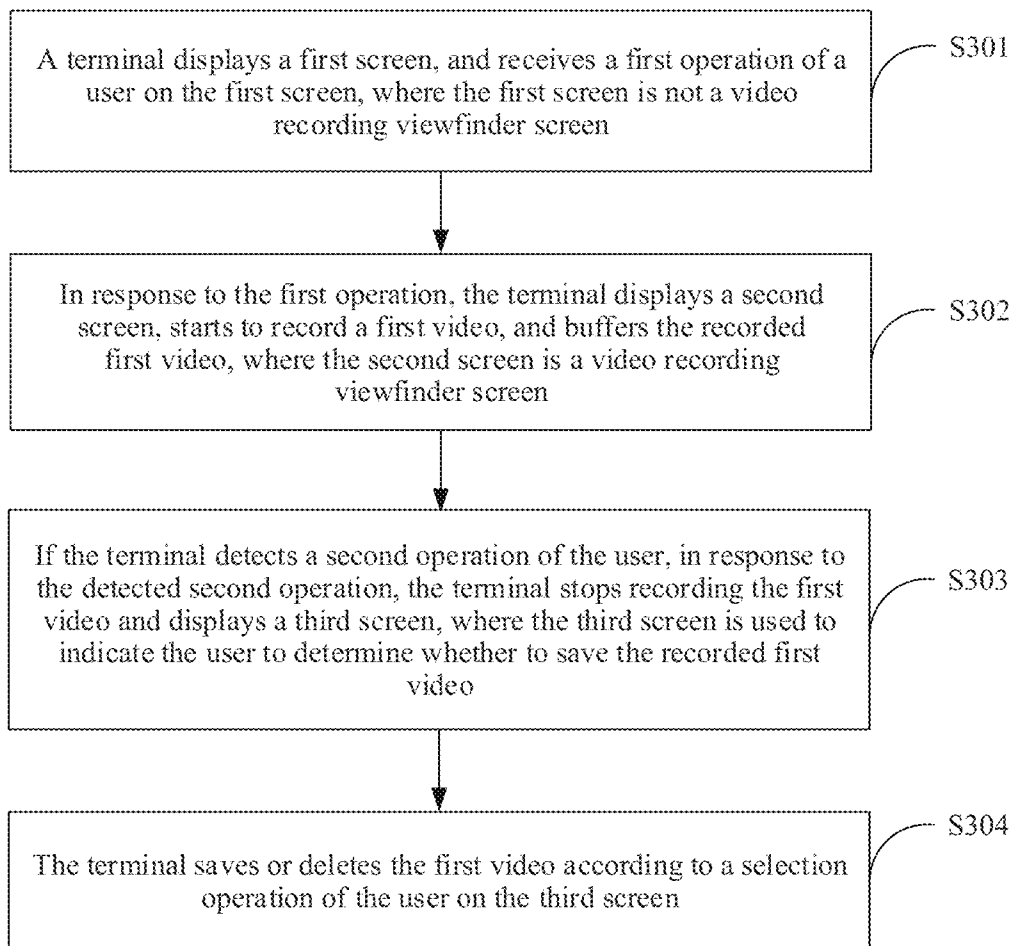 A terminal displays a first screen, and receives a first operation of a
user on the first screen, where the first screen is not a video
recording viewfinder screen
S301
In response to the first operation, the terminal displays a second
screen, starts to record a first video, and buffers the recorded
first video, where the second screen is a video recording
viewfinder screen
S302
If the terminal detects a second operation of the user, in response to
the detected second operation, the terminal stops recording the first
video and displays a third screen, where the third screen is used to
indicate the user to determine whether to save the recorded first
video
S303
The terminal saves or deletes the first video according to a selection
operation of the user on the third screen
S304